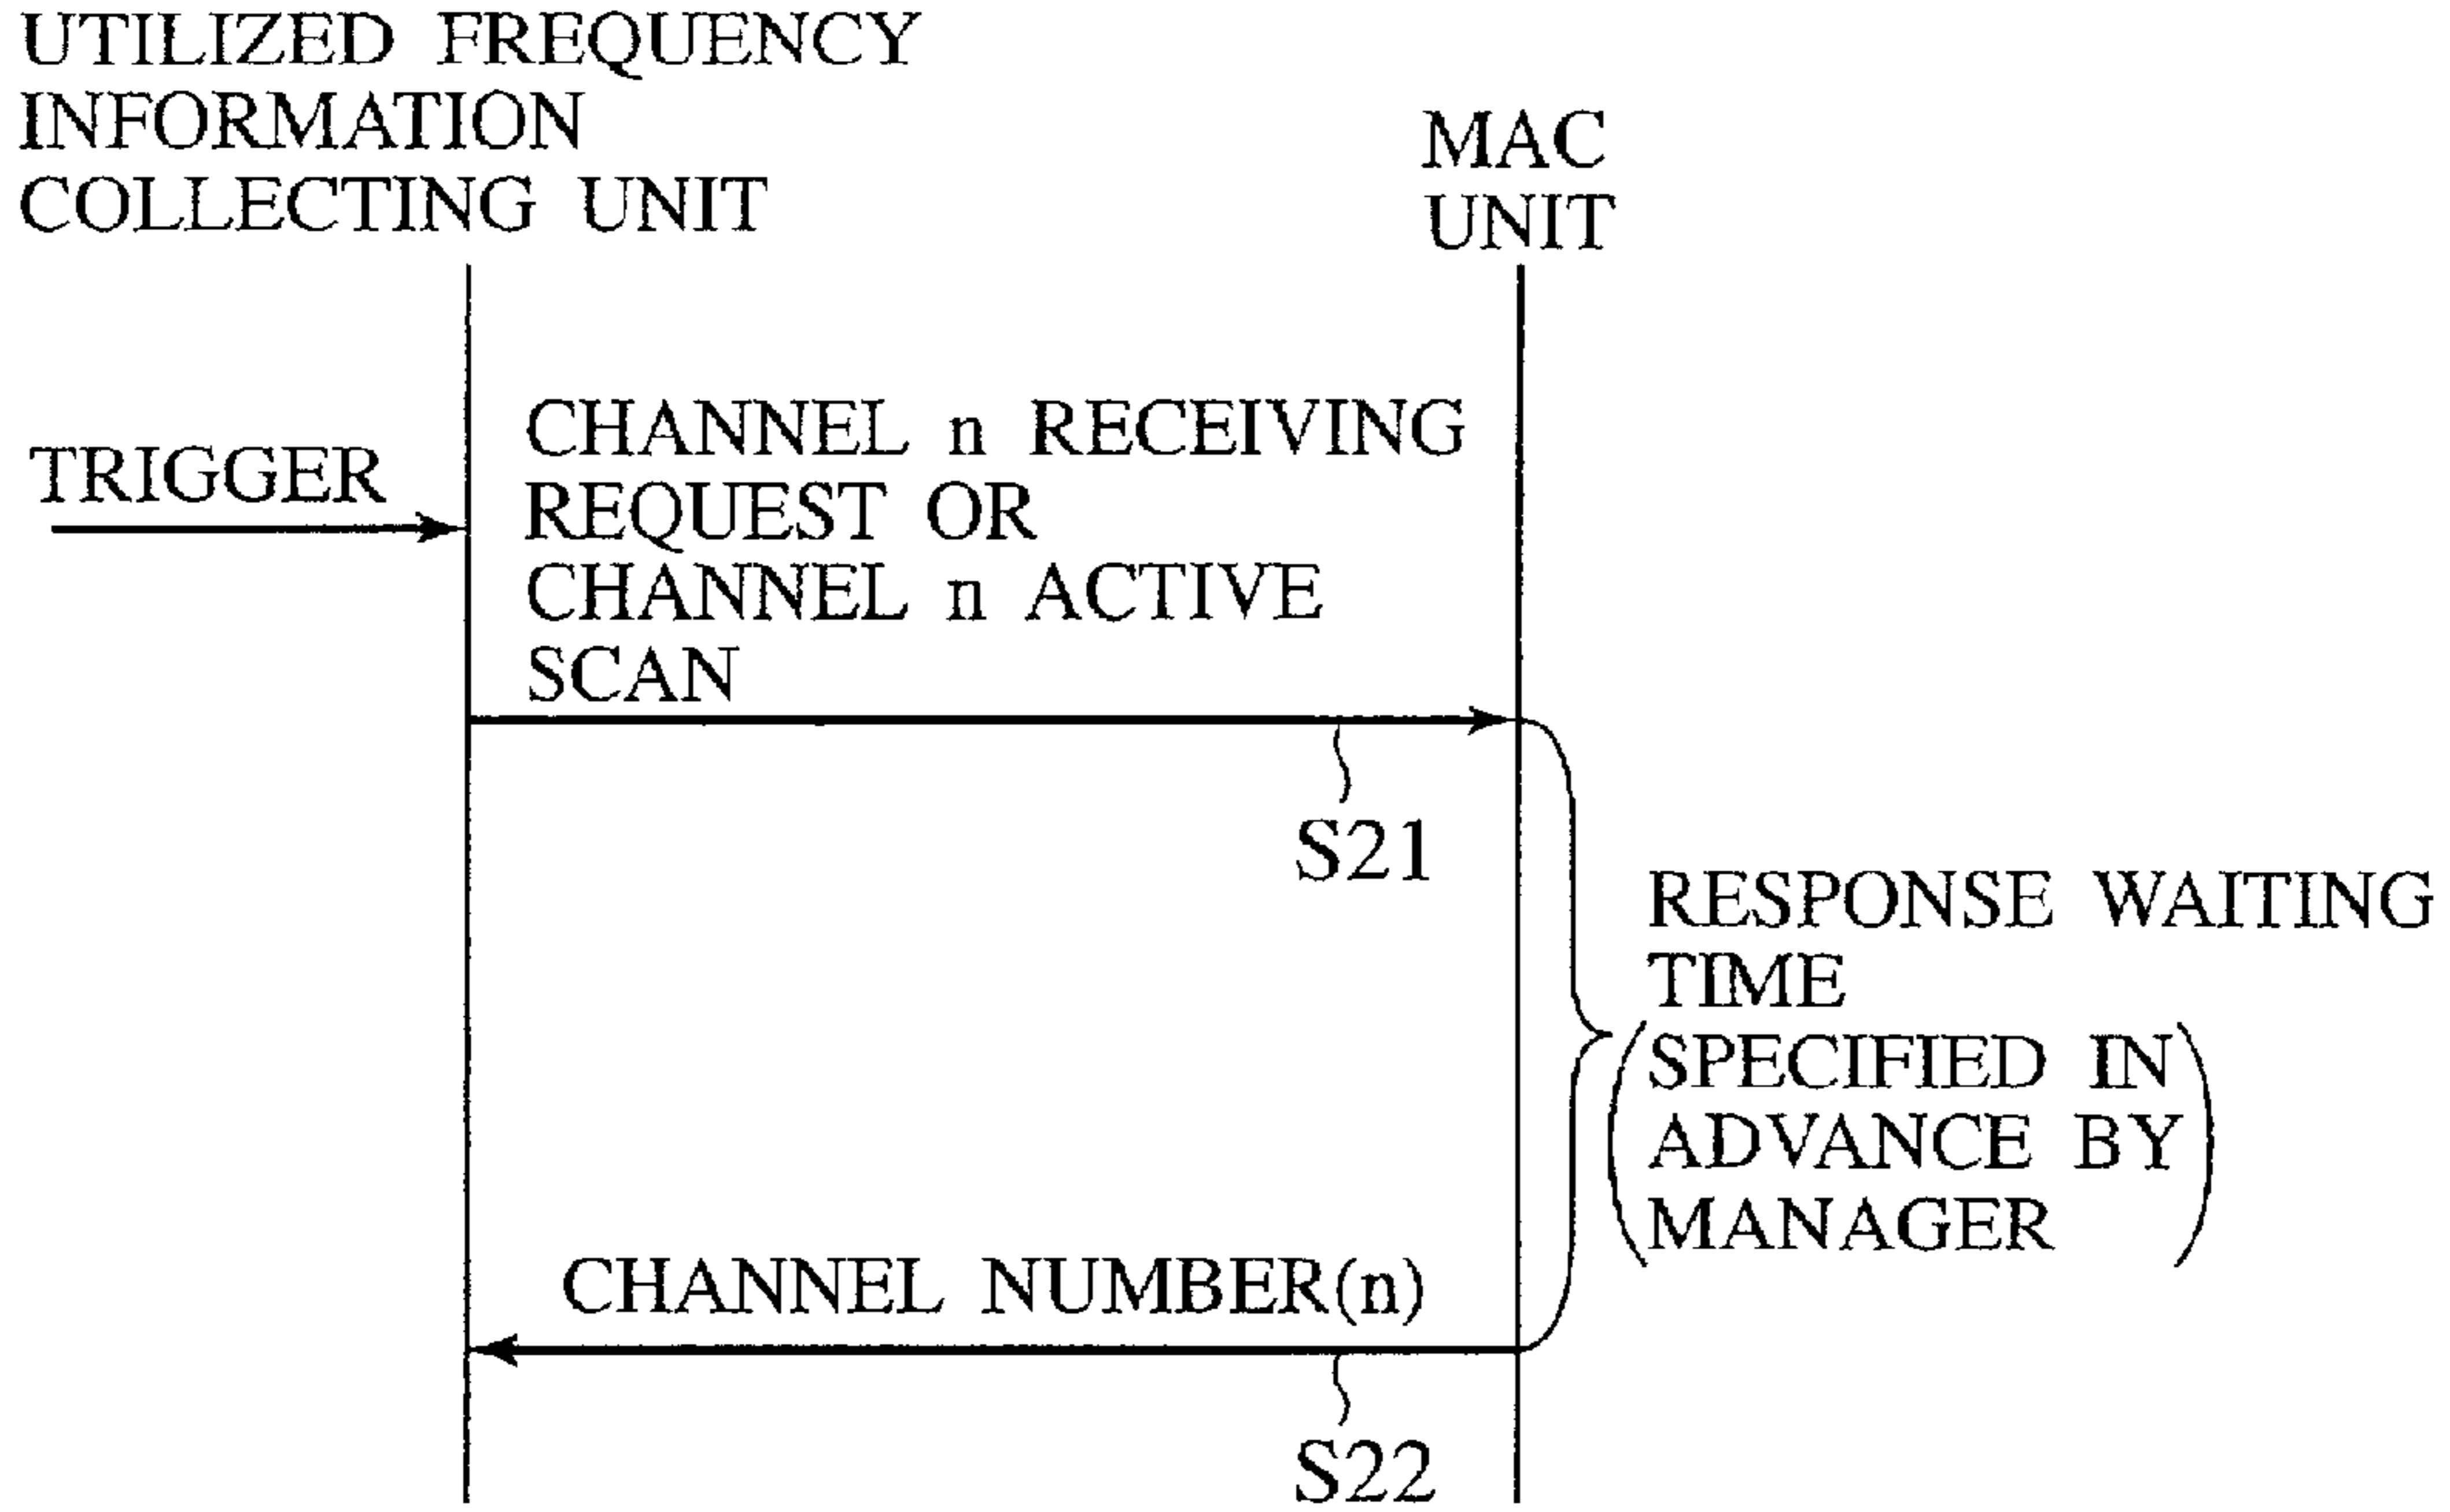 UTILIZED FREQUENCY
INFORMATION
COLLECTING UNIT
MAC
UNIT
TRIGGER
CHANNEL n RECEIVING
REQUEST OR
CHANNEL n ACTIVE
SCAN
S21
RESPONSE WAITING
TIME
(SPECIFIED IN
ADVANCE BY
MANAGER)
CHANNEL NUMBER(n)
S22